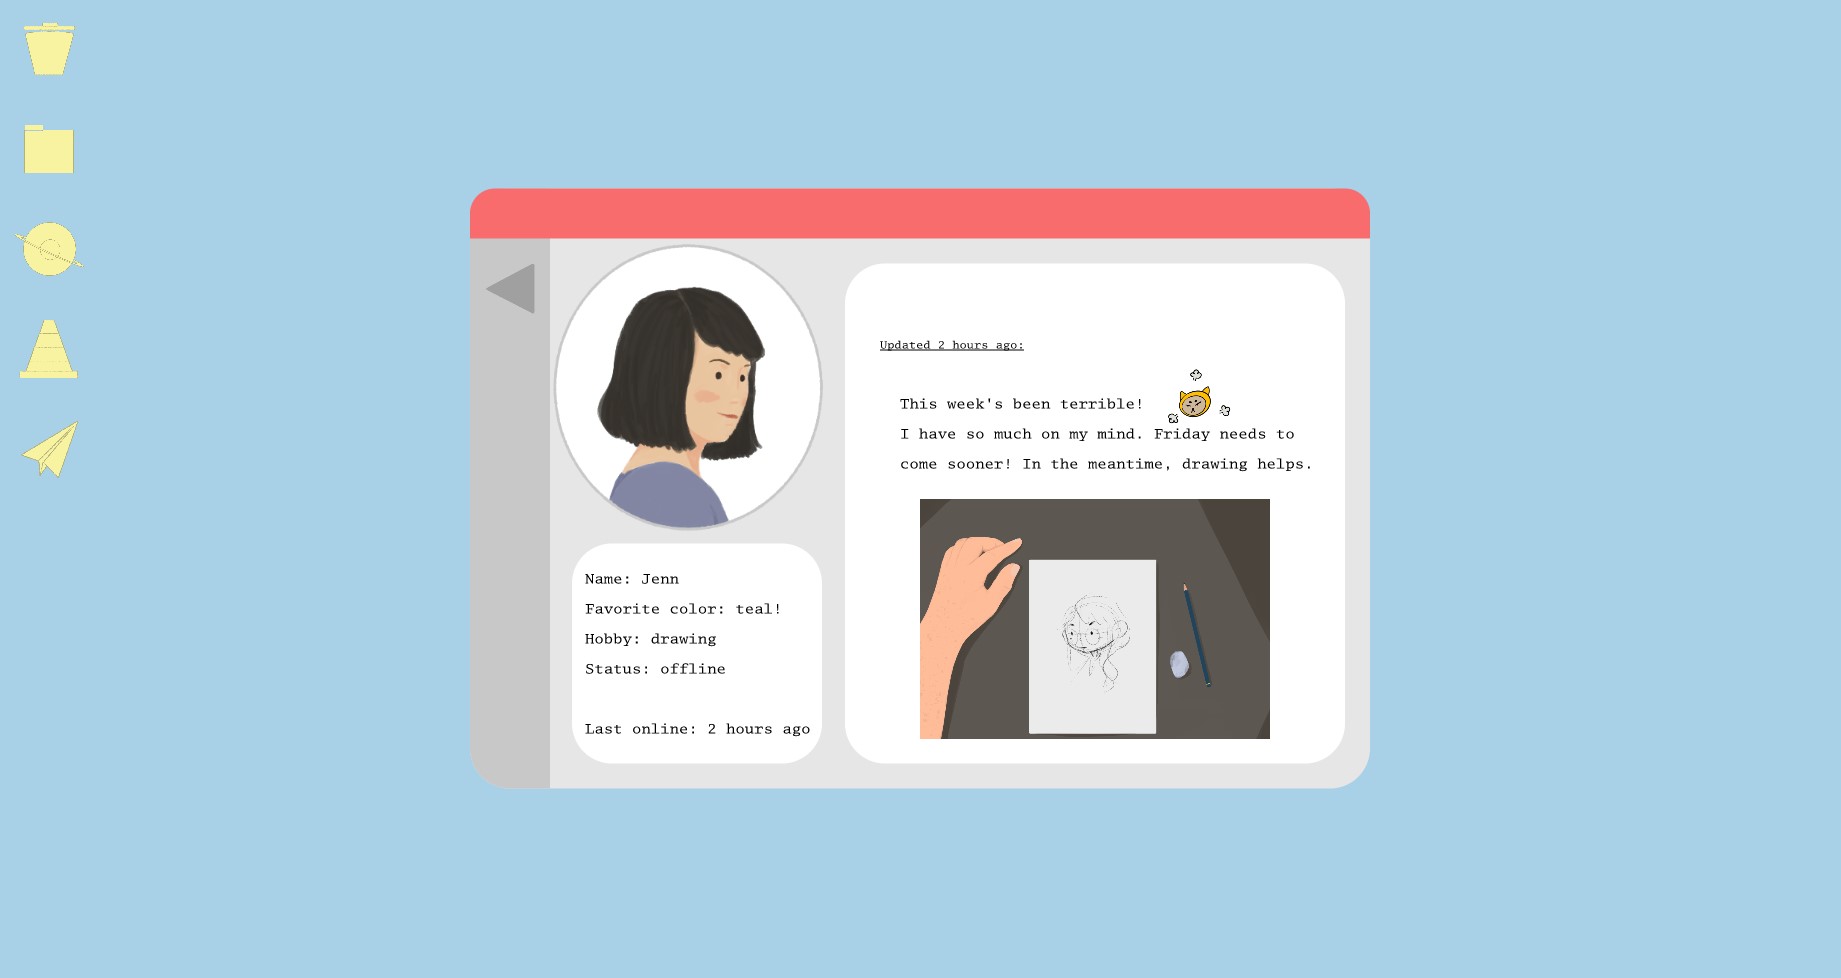 Name: Jenn
Favorite color: teal!
Hobby: drawing
Status: offline
Last online: 2 hours ago
Updated 2 hours ago:
This week's been terrible!
I have so much on my mind. Friday needs to
come sooner! In the meantime, drawing helps.